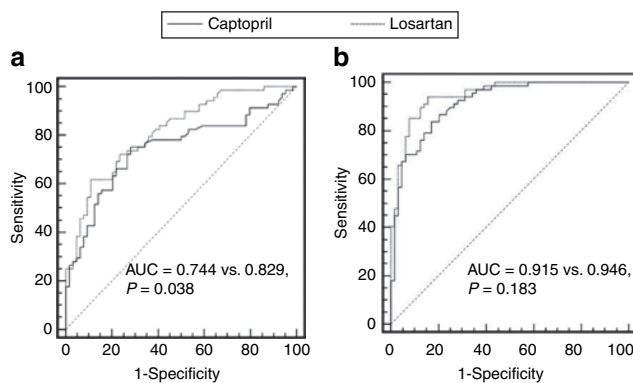 Captopril Losartan
a
100
80
60
40
20
0
Sensitivity
0 20 40 60 80 100
1-Specificity
AUC = 0.744 vs. 0.829,
P = 0.038
b
100
80
60
40
20
0
Sensitivity
0 20 40 60 80 100
1-Specificity
AUC = 0.915 vs. 0.946,
P = 0.183